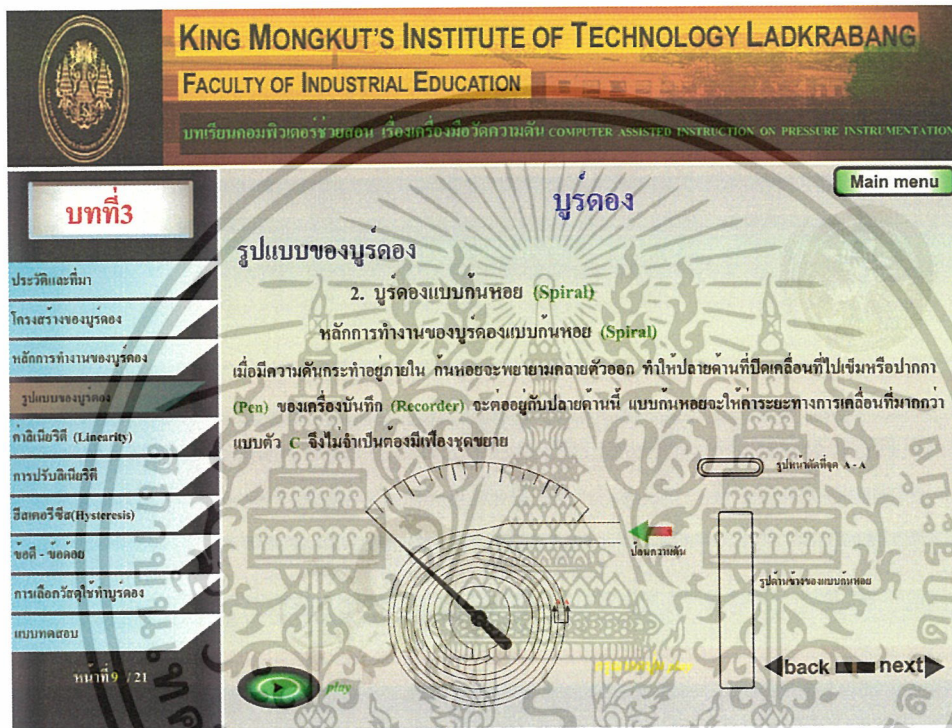 KING MONGKUT'S INSTITUTE OF TECHNOLOGY LADKRABANG
FACULTY OF INDUSTRIAL EDUCATION
บทเรียนคอมพิวเตอร์ช่วยสอน เรื่องเครื่องมือวัดความดัน COMPUTER ASSISTED INSTRUCTION ON PRESSURE INSTRUMENTATION
Main menu
บทที่3
ประวัติและที่มา
โครงสร้างของบูร์ดอง
หลักการทำงานของบูร์ดอง
รูปแบบของบูร์ดอง
ค่าลิเนียริตี (Linearity)
การปรับลิเนียริตี
ฮีสเตอรีซีส(Hysteresis)
ข้อดี - ข้อด้อย
การเลือกวัสดุใช้ทำบูร์ดอง
แบบทดสอบ
หน้าที่ 9 / 21
บูร์ดอง
รูปแบบของบูร์ดอง
2. บูร์ดองแบบก้นหอย (Spiral)
หลักการทำงานของบูร์ดองแบบก้นหอย (Spiral)
เมื่อมีความดันกระทำอยู่ภายใน ก้นหอยจะพยายามคลายตัวออก ทำให้ปลายด้านที่ปิดเคลื่อนที่ไปเข็มหรือปากกา
(Pen) ของเครื่องบันทึก (Recorder) จะต่ออยู่กับปลายด้านนี้ แบบก้นหอยจะให้ค่าระยะทางการเคลื่อนที่มากกว่า
แบบตัว C จึงไม่จำเป็นต้องมีเฟืองชุดขยาย
รูปหน้าตัดที่จุด A - A
ป้อนความดัน
รูปด้านข้างของแบบก้นหอย
play
back
next